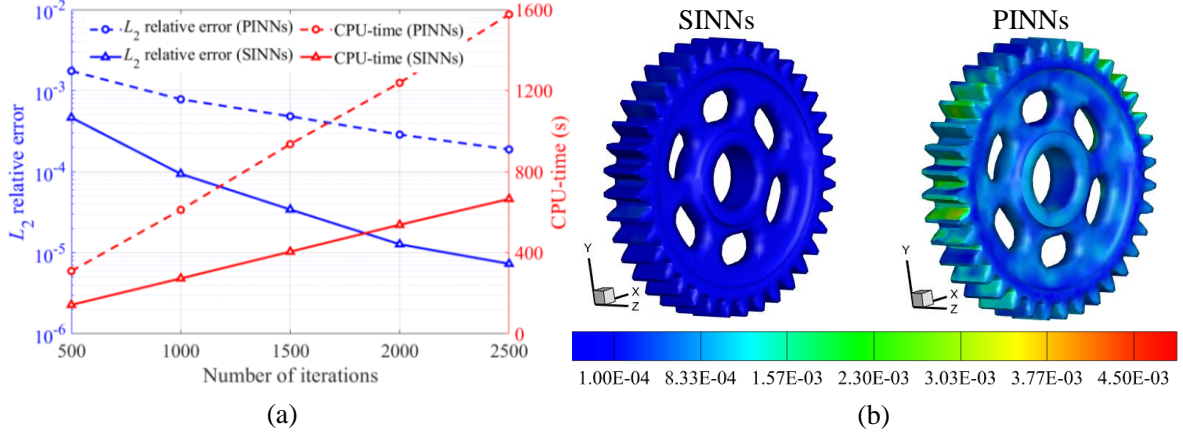 10⁻²
10⁻³
10⁻⁴
10⁻⁵
10⁻⁶
L₂ relative error
L₂ relative error (PINNs)
L₂ relative error (SINNs)
CPU-time (PINNs)
CPU-time (SINNs)
1600
1200
800
400
0
CPU-time (s)
500 1000 1500 2000 2500
Number of iterations
(a)
SINNs PINNs
Y
X
Z
Y
X
Z
1.00E-04 8.33E-04 1.57E-03 2.30E-03 3.03E-03 3.77E-03 4.50E-03
(b)